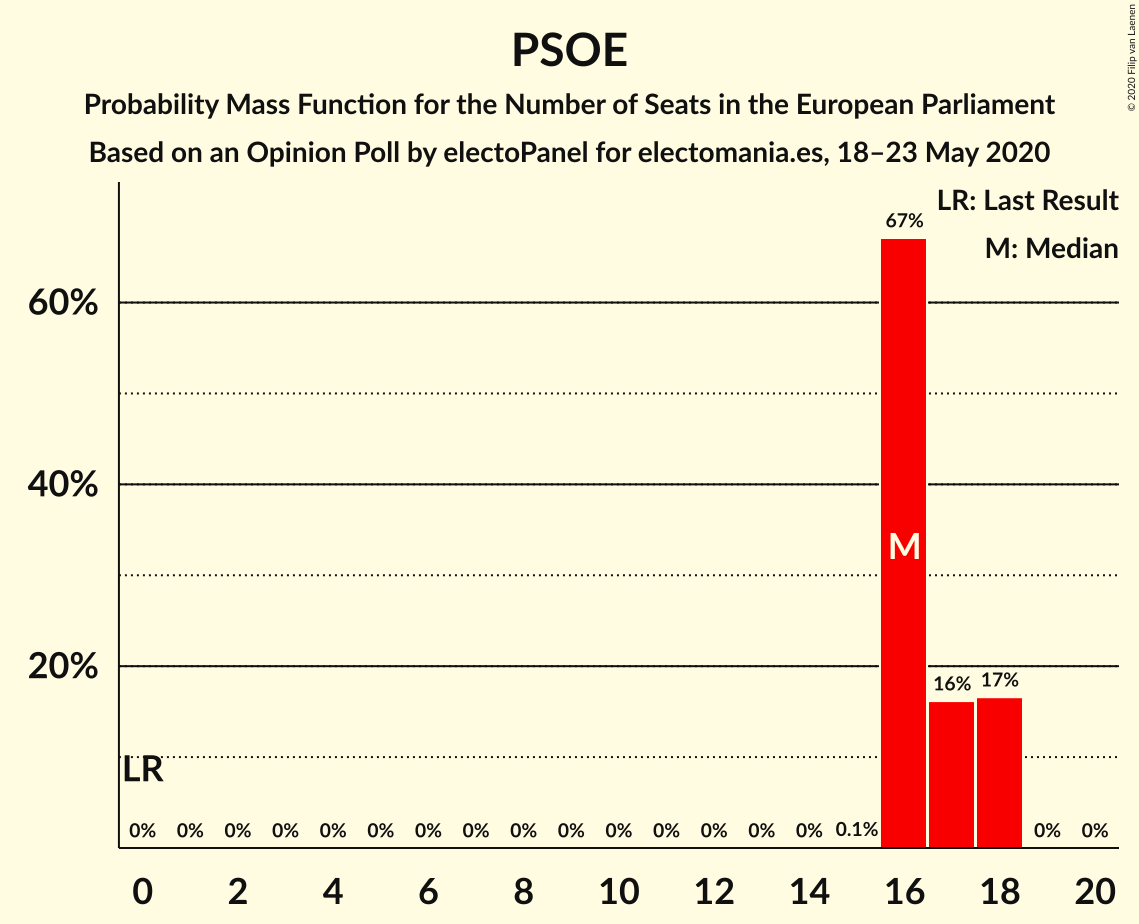 PSOE
Probability Mass Function for the Number of Seats in the European Parliament
Based on an Opinion Poll by electoPanel for electomania.es, 18–23 May 2020
© 2020 Filip van Laenen
LR: Last Result
M: Median
67%
60%
M
40%
20%
16% 17%
LR
0% 0% 0% 0% 0% 0% 0% 0% 0% 0% 0% 0% 0% 0% 0% 0.1% 0% 0%
0 2 4 6 8 10 12 14 16 18 20